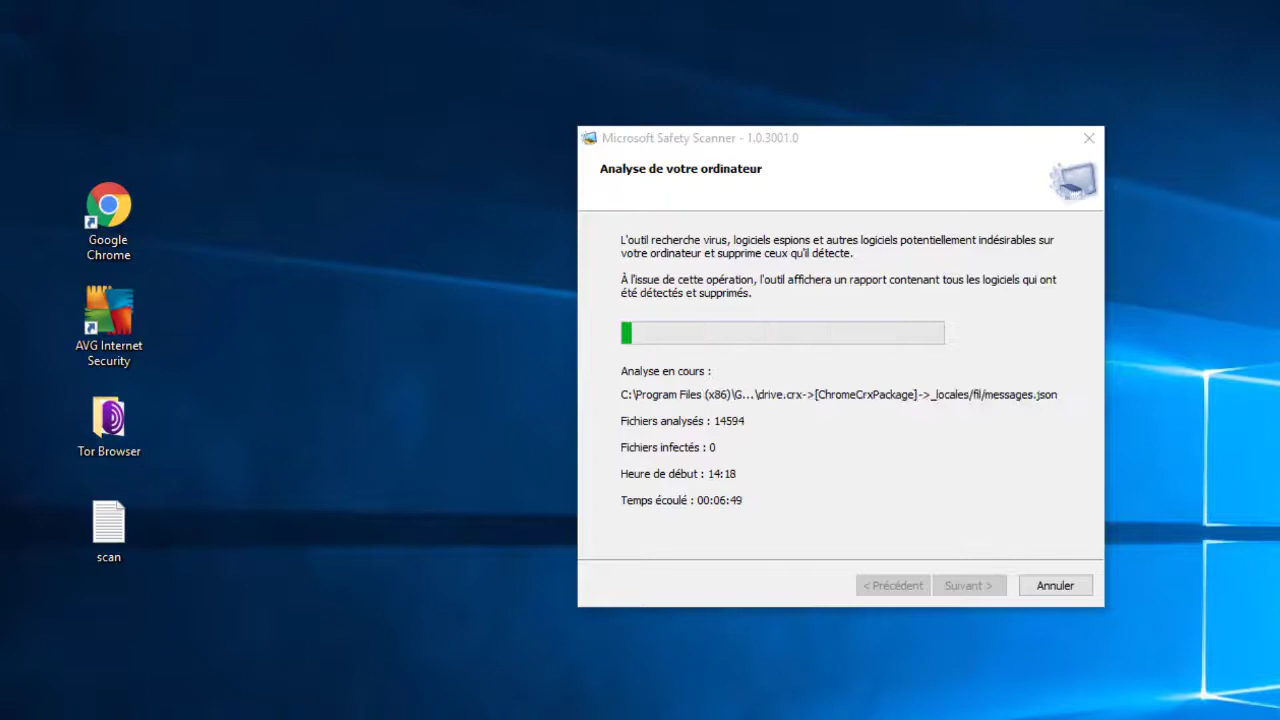 Google
Chrome
AVG Internet
Security
Tor Browser
scan
Microsoft Safety Scanner - 1.0.3001.0
Analyse de votre ordinateur
L'outil recherche virus, logiciels espions et autres logiciels potentiellement indésirables sur
votre ordinateur et supprime ceux qu'il détecte.
À l'issue de cette opération, l'outil affichera un rapport contenant tous les logiciels qui ont
été détectés et supprimés.
Analyse en cours :
C:\Program Files (x86)\G...\drive.crx->[ChromeCrxPackage]->_locales/fil/messages.json
Fichiers analysés : 14594
Fichiers infectés : 0
Heure de début : 14:18
Temps écoulé : 00:06:49
< Précédent
Suivant >
Annuler